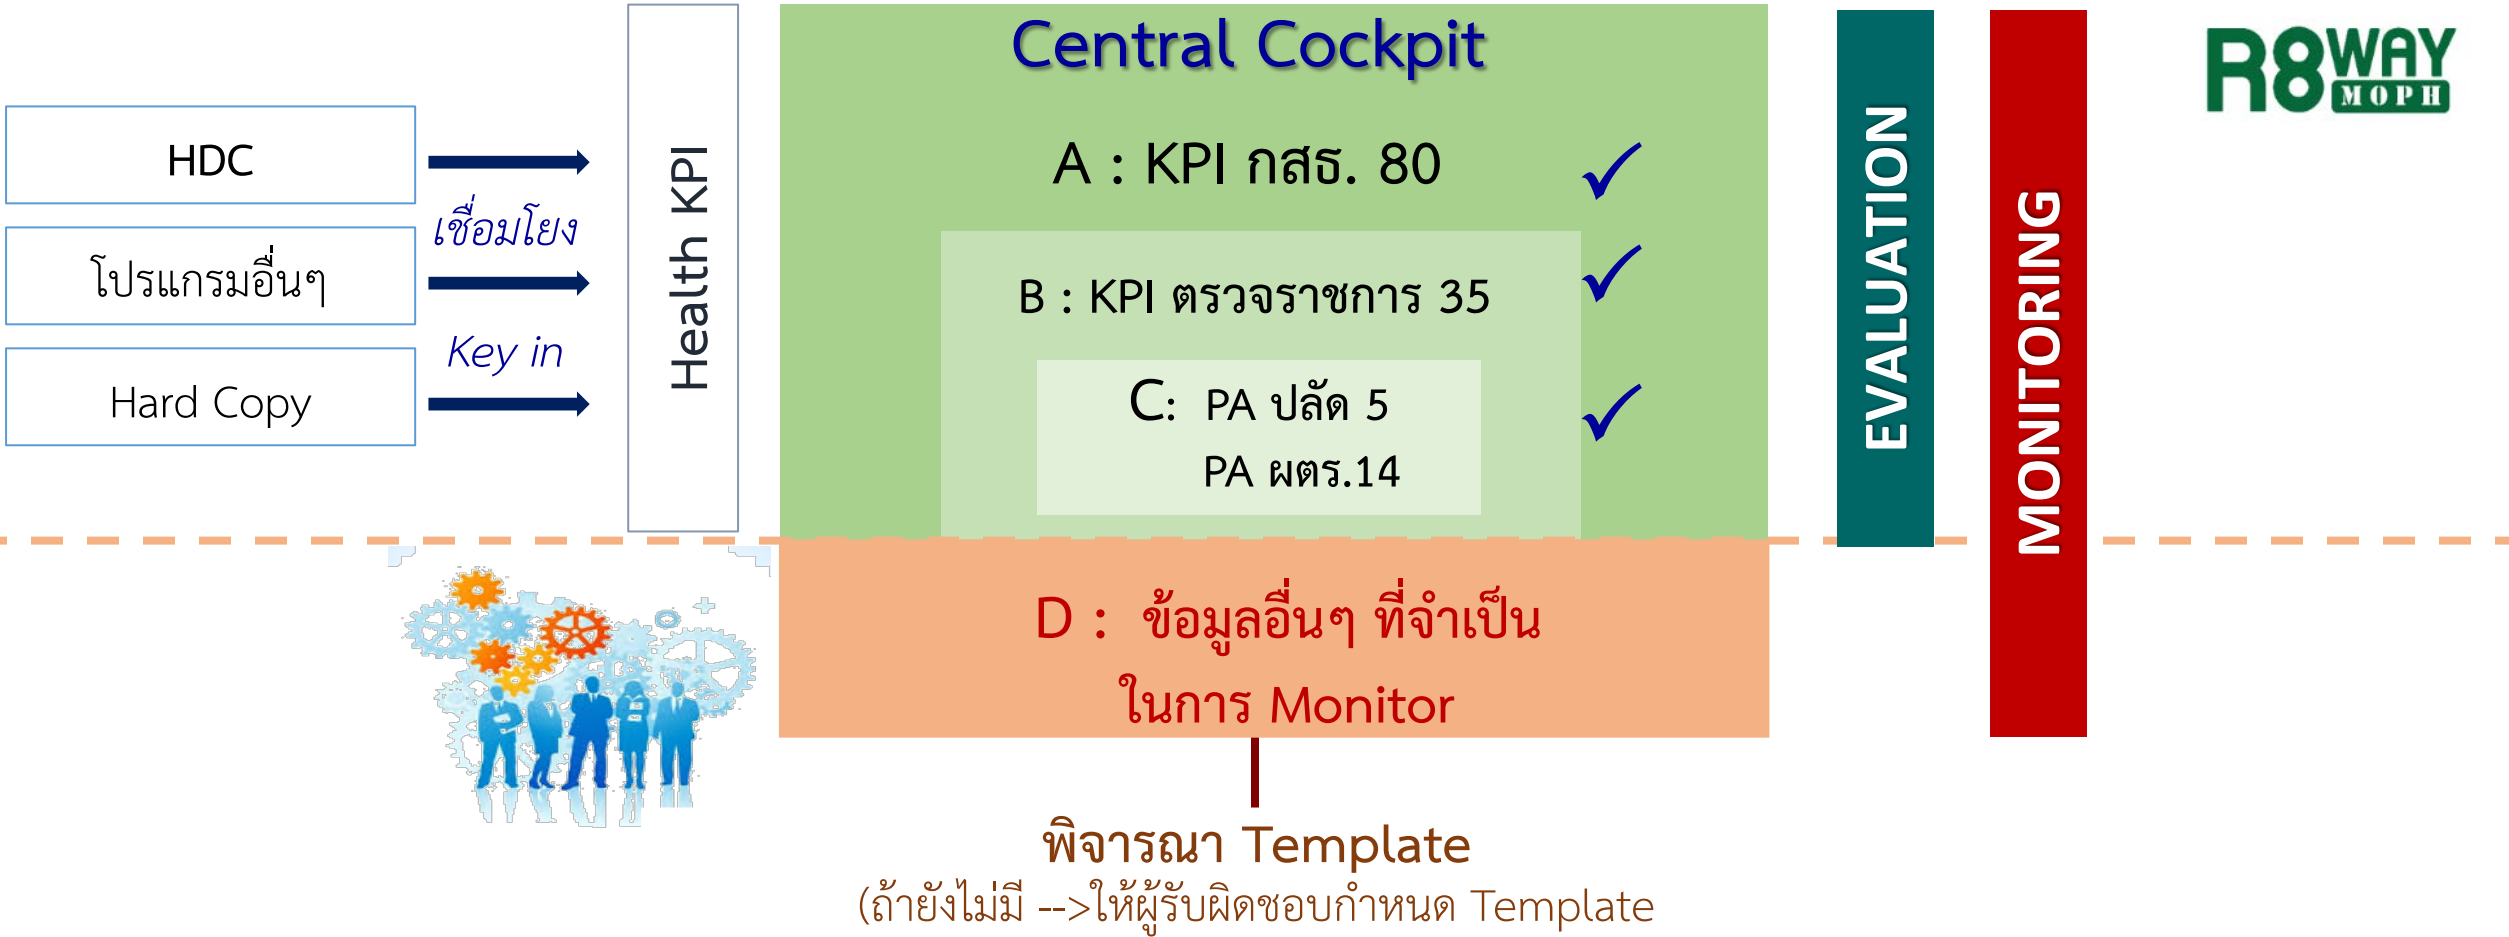 Central Cockpit
R8WAY
MOPH
HDC
เชื่อมโยง
โปรแกรมอื่นๆ
Key in
Hard Copy
Health KPI
A : KPI กสธ. 80
B : KPI ตรวจราชการ 35
C: PA ปลัด 5
PA ผตร.14
EVALUATION
MONITORING
D : ข้อมูลอื่นๆ ที่จำเป็น
ในการ Monitor
พิจารณา Template
(ถ้ายังไม่มี -->ให้ผู้รับผิดชอบกำหนด Template